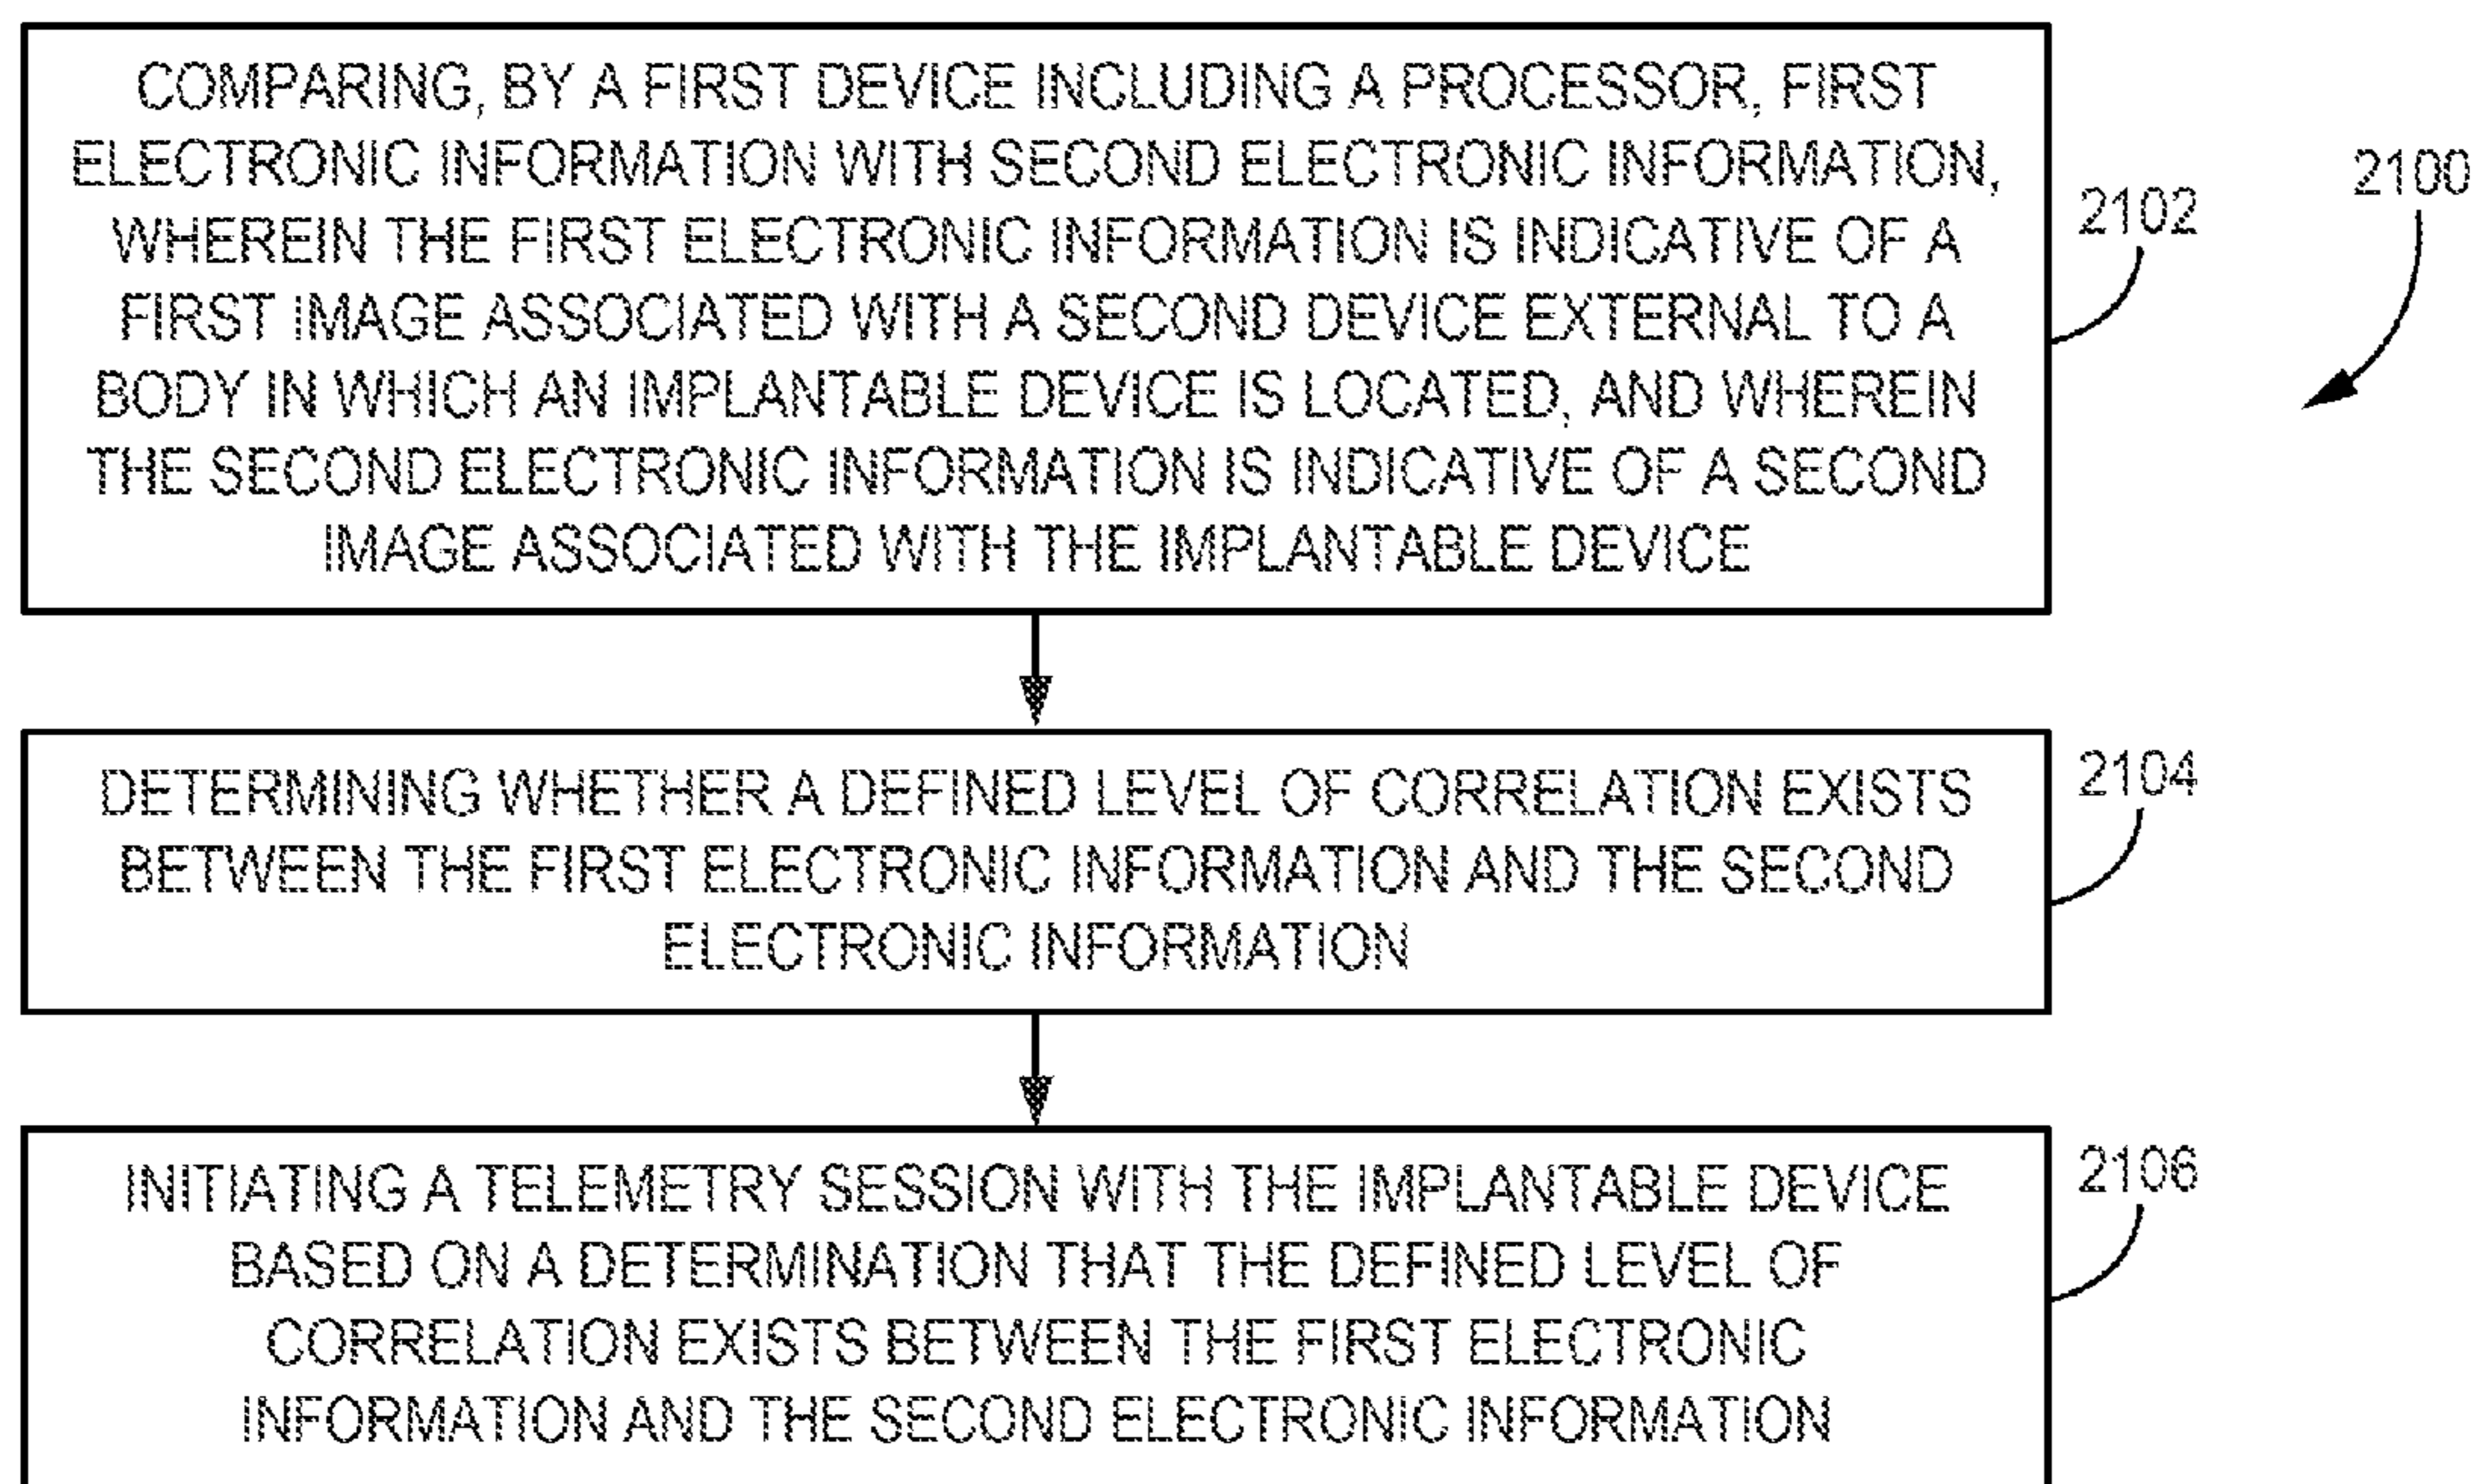 COMPARING, BY A FIRST DEVICE INCLUDING A PROCESSOR, FIRST
ELECTRONIC INFORMATION WITH SECOND ELECTRONIC INFORMATION,
WHEREIN THE FIRST ELECTRONIC INFORMATION IS INDICATIVE OF A
FIRST IMAGE ASSOCIATED WITH A SECOND DEVICE EXTERNAL TO A
BODY IN WHICH AN IMPLANTABLE DEVICE IS LOCATED, AND WHEREIN
THE SECOND ELECTRONIC INFORMATION IS INDICATIVE OF A SECOND
IMAGE ASSOCIATED WITH THE IMPLANTABLE DEVICE
2102
2100
DETERMINING WHETHER A DEFINED LEVEL OF CORRELATION EXISTS
BETWEEN THE FIRST ELECTRONIC INFORMATION AND THE SECOND
ELECTRONIC INFORMATION
2104
INITIATING A TELEMETRY SESSION WITH THE IMPLANTABLE DEVICE
BASED ON A DETERMINATION THAT THE DEFINED LEVEL OF
CORRELATION EXISTS BETWEEN THE FIRST ELECTRONIC
INFORMATION AND THE SECOND ELECTRONIC INFORMATION
2106